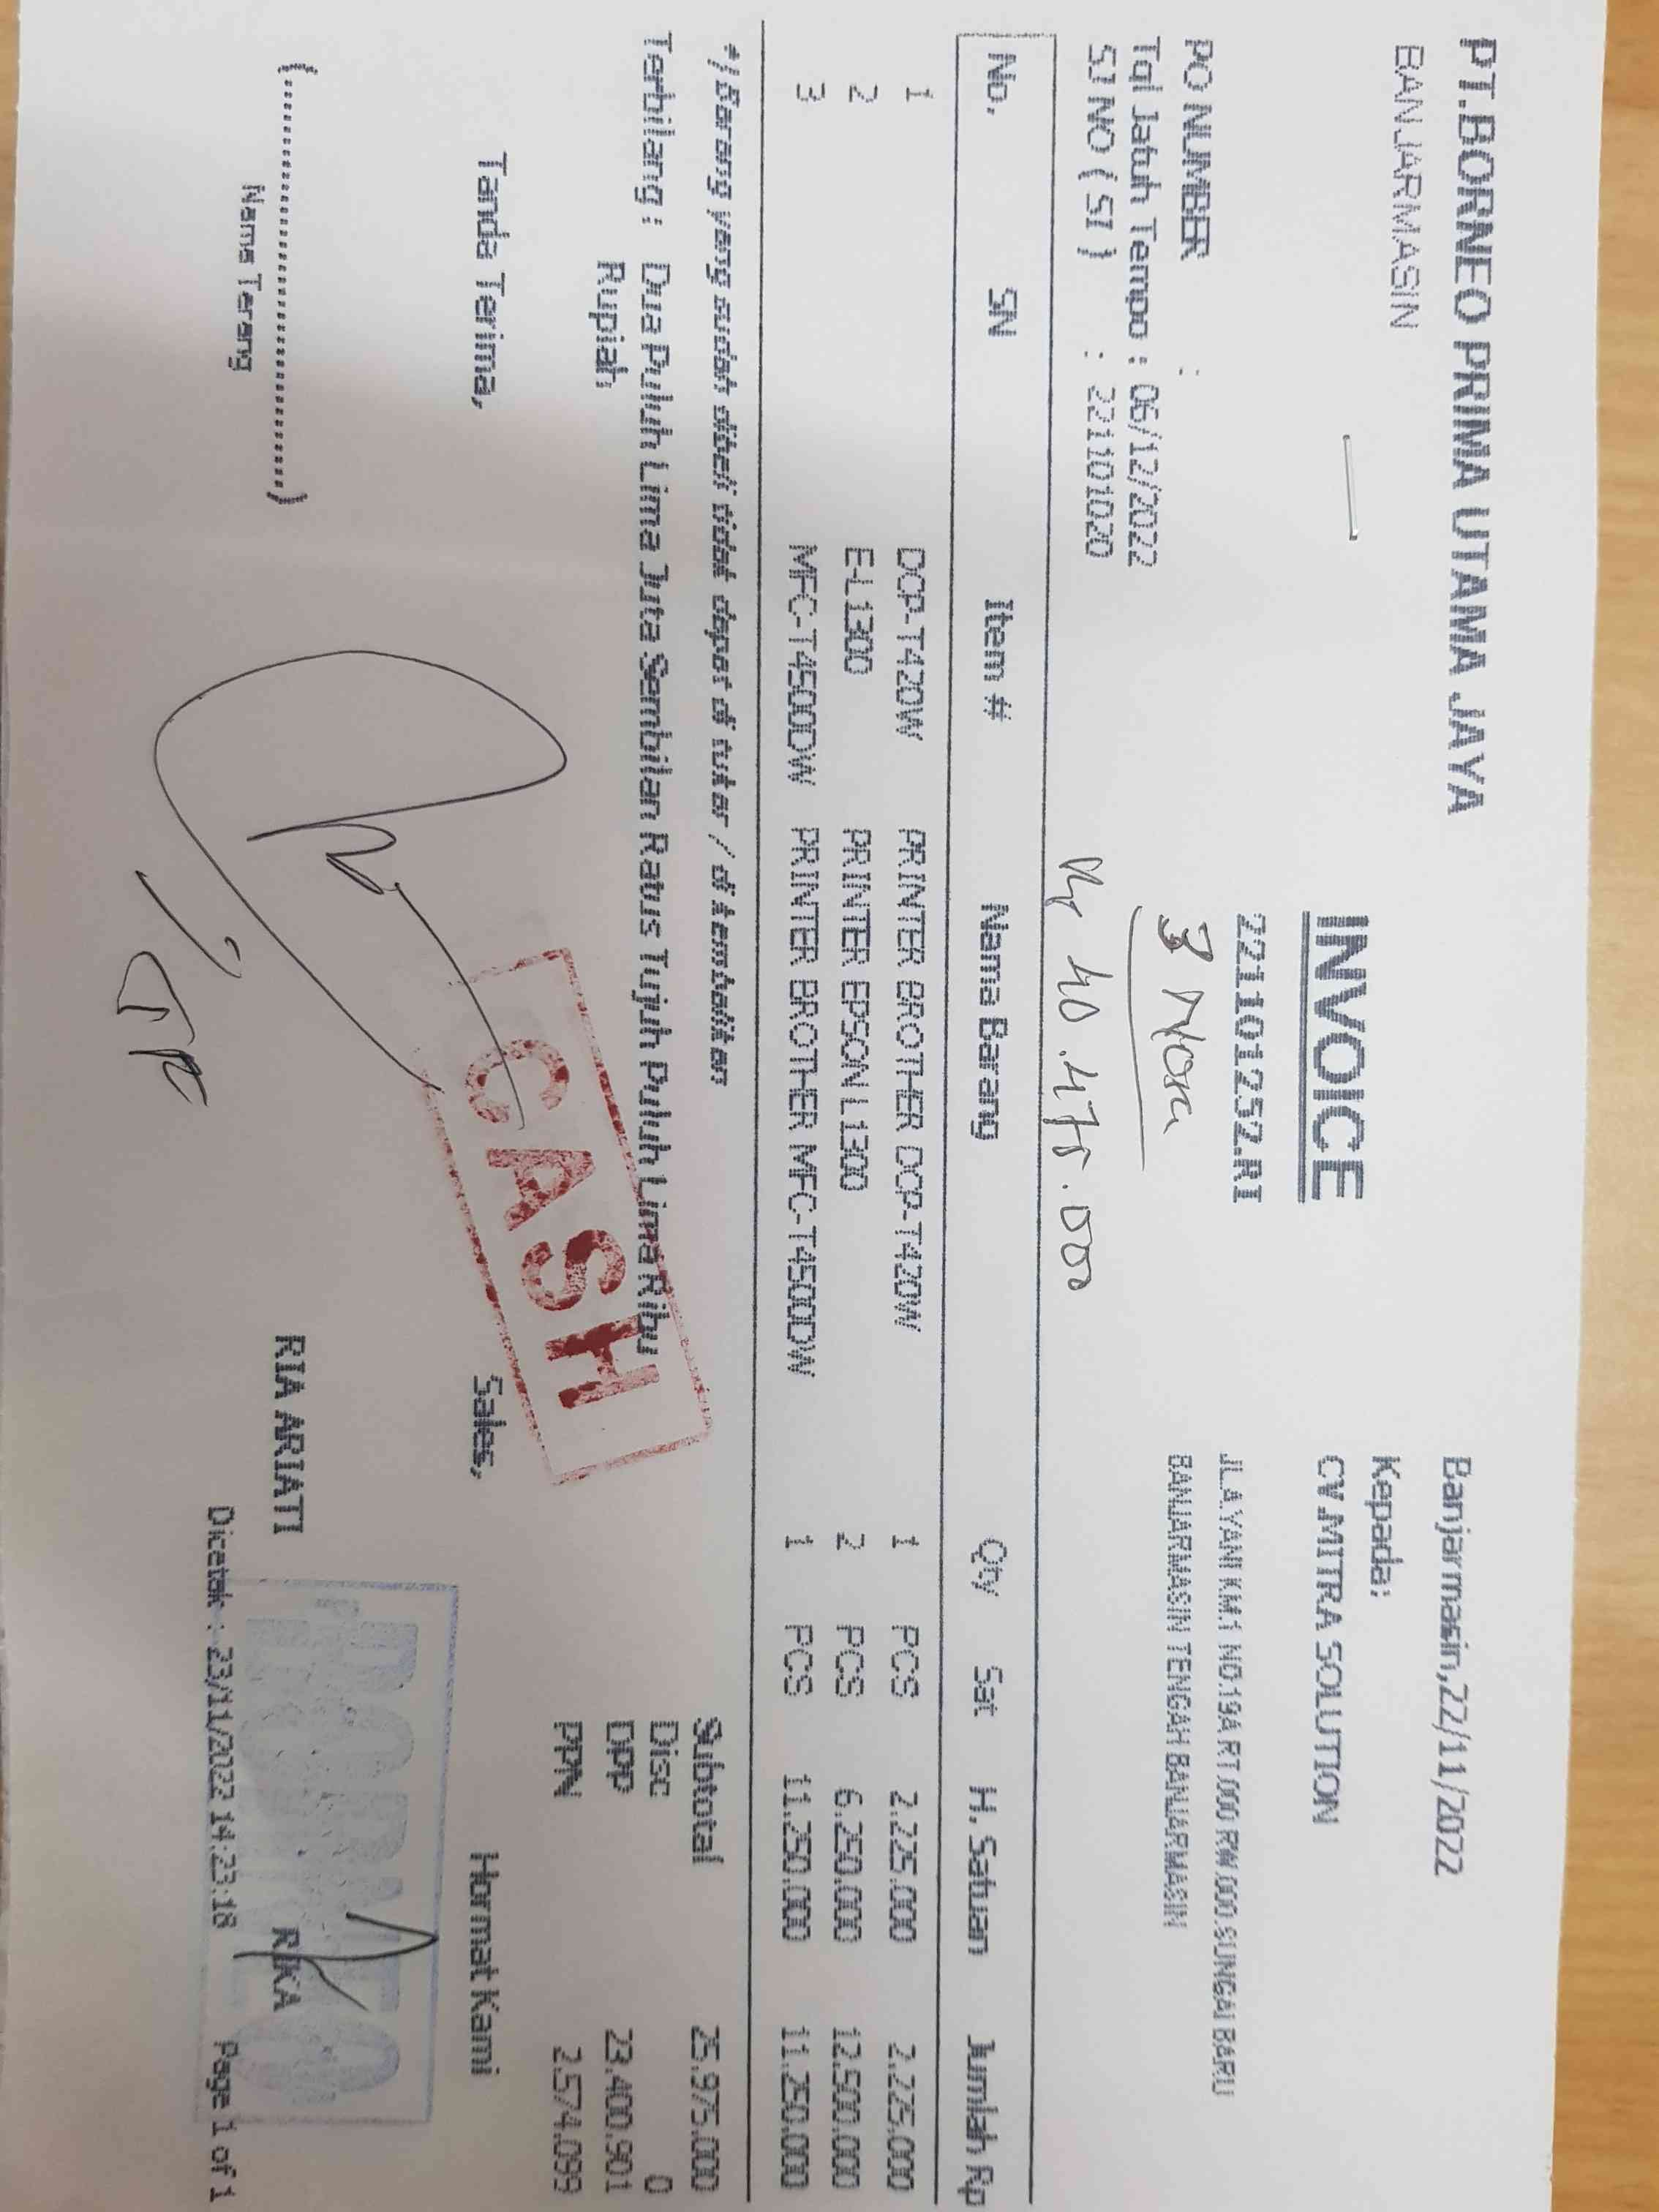 PT.BORNEO PRIMA UTAMA JAYA
BANJARMASIN
Banjarmasin,22/11/2022
Kepada:
CV.MITRA SOLUTION
JL.A.YANI KM.1 NO.19A RT.000 RW.000.SUNGAI BARU
BANJARMASIN TENGAH BANJARMASIN
INVOICE
221101252.RI
PO NUMBER :
Tgl Jatuh Tempo : 06/12/2022
SI NO ( SI ) : 221101020
3 Nora
40.475.000
No. SN Item # Nama Barang Qty Sat H. Satuan Jumlah Rp
1 DCP-T420W PRINTER BROTHER DCP-T420W 1 PCS 2.225.000 2.225.000
2 E-L1300 PRINTER EPSON L1300 2 PCS 6.250.000 12.500.000
3 MFC-T4500DW PRINTER BROTHER MFC-T4500DW 1 PCS 11.250.000 11.250.000
*/Barang yang sudah dibeli tidak dapat di tukar / di kembalikan
Subtotal 25.975.000
Disc 0
DPP 23.400.901
PPN 2.574.099
Terbilang : Dua Puluh Lima Juta Sembilan Ratus Tujuh Puluh Lima Ribu
Rupiah
CASH
Tanda Terima,
Sales,
Hormat Kami
BORNEO
(................................)
Nama Terang
RIA ARIATI
RIKA
Dicetak : 23/11/2022 14:23:18 Page 1 of 1